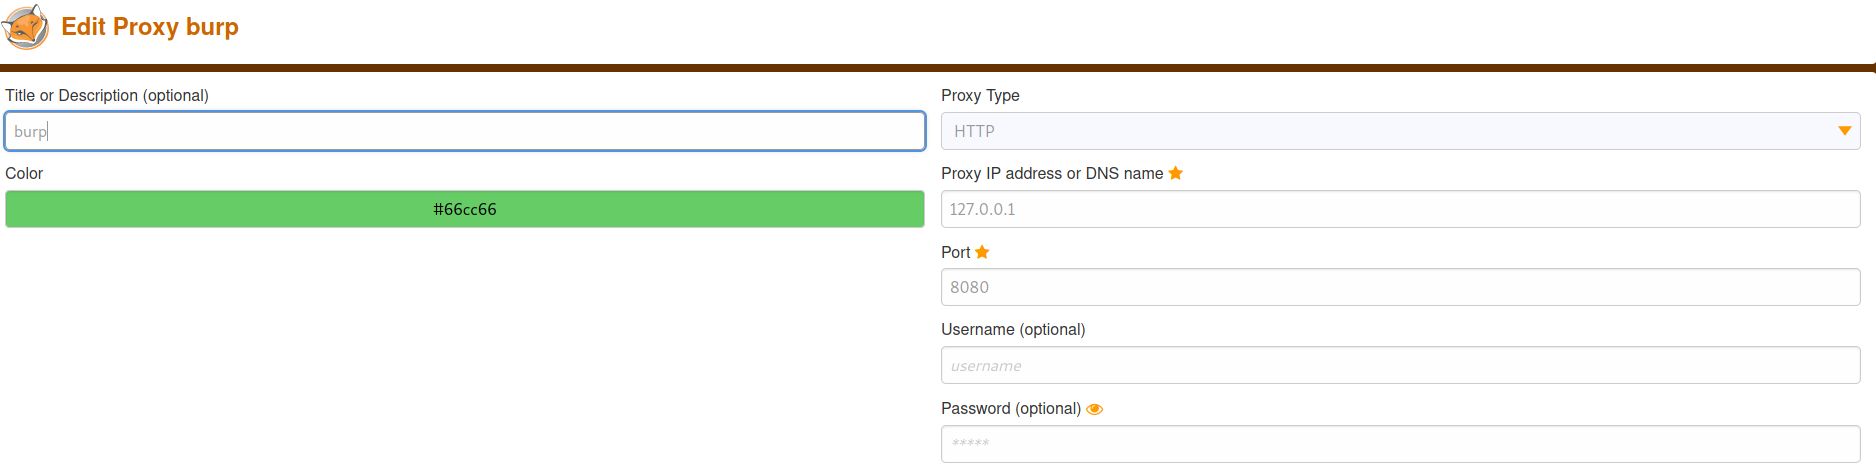 Edit Proxy burp
Title or Description (optional)
burp
Color
#66cc66
Proxy Type
HTTP
Proxy IP address or DNS name
127.0.0.1
Port
8080
Username (optional)
username
Password (optional)
*****